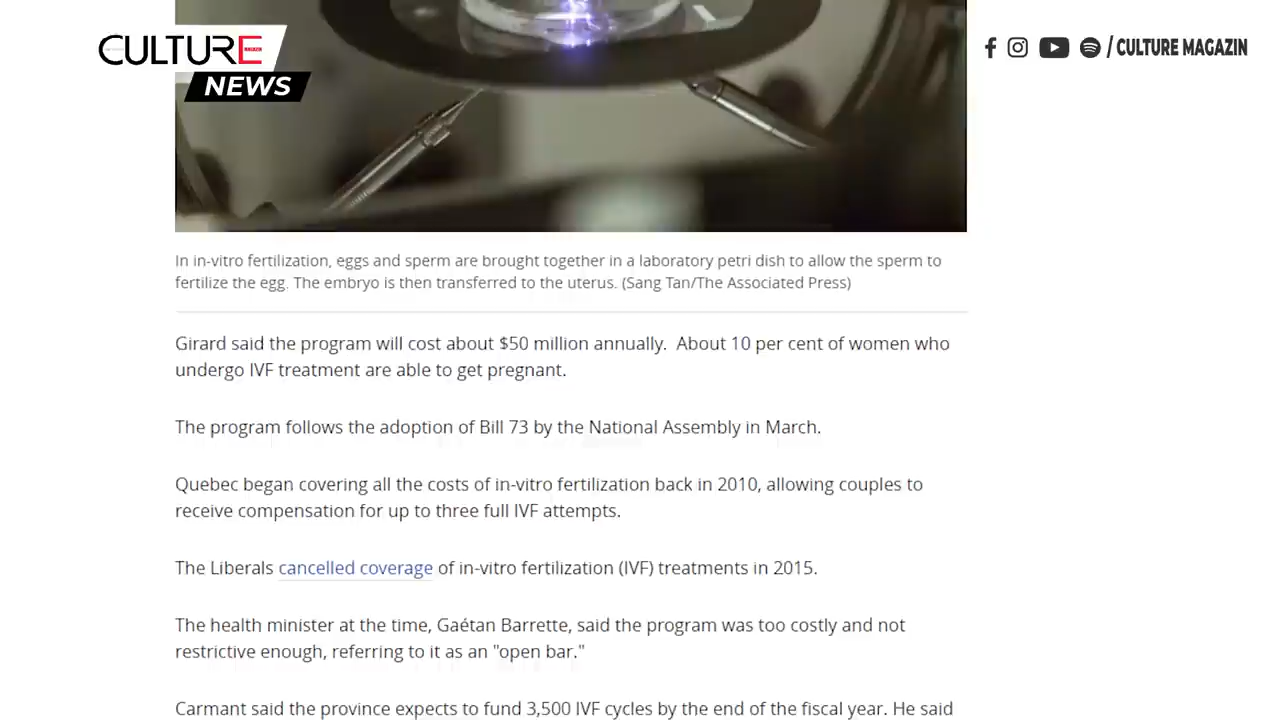 CULTURE
NEWS
/ CULTURE MAGAZIN
In in-vitro fertilization, eggs and sperm are brought together in a laboratory petri dish to allow the sperm to
fertilize the egg. The embryo is then transferred to the uterus. (Sang Tan/The Associated Press)
Girard said the program will cost about $50 million annually.  About 10 per cent of women who
undergo IVF treatment are able to get pregnant.
The program follows the adoption of Bill 73 by the National Assembly in March.
Quebec began covering all the costs of in-vitro fertilization back in 2010, allowing couples to
receive compensation for up to three full IVF attempts.
The Liberals cancelled coverage of in-vitro fertilization (IVF) treatments in 2015.
The health minister at the time, Gaétan Barrette, said the program was too costly and not
restrictive enough, referring to it as an "open bar."
Carmant said the province expects to fund 3,500 IVF cycles by the end of the fiscal year. He said